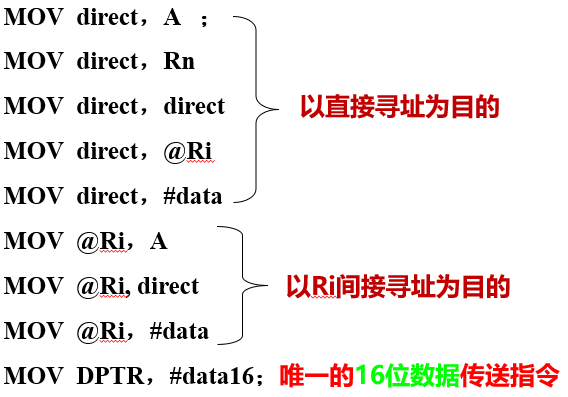 MOV direct，A ；
MOV direct，Rn
MOV direct，direct
以直接寻址为目的
MOV direct，@Ri
MOV direct，#data
MOV @Ri，A
MOV @Ri, direct
以Ri间接寻址为目的
MOV @Ri，#data
MOV DPTR，#data16；唯一的16位数据传送指令